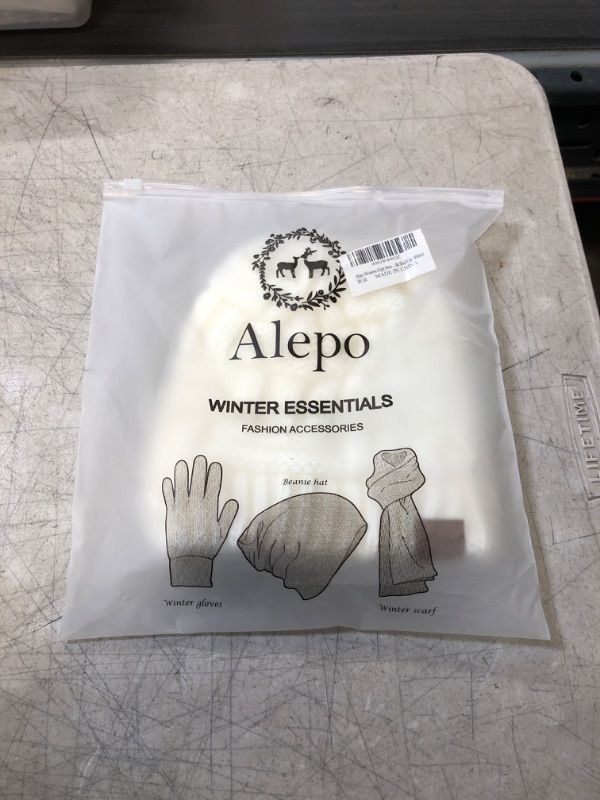 MADE IN CHINA
Alepo
WINTER ESSENTIALS
FASHION ACCESSORIES
Beanie hat
Winter gloves
Winter scarf
LIFETIME